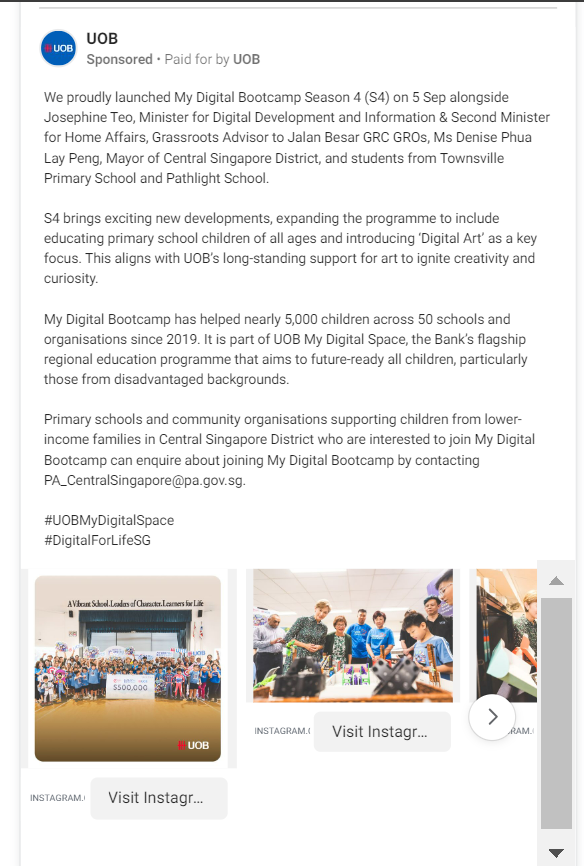 UOB
UOB
Sponsored • Paid for by UOB
We proudly launched My Digital Bootcamp Season 4 (S4) on 5 Sep alongside
Josephine Teo, Minister for Digital Development and Information & Second Minister
for Home Affairs, Grassroots Advisor to Jalan Besar GRC GROs, Ms Denise Phua
Lay Peng, Mayor of Central Singapore District, and students from Townsville
Primary School and Pathlight School.
S4 brings exciting new developments, expanding the programme to include
educating primary school children of all ages and introducing ‘Digital Art’ as a key
focus. This aligns with UOB’s long-standing support for art to ignite creativity and
curiosity.
My Digital Bootcamp has helped nearly 5,000 children across 50 schools and
organisations since 2019. It is part of UOB My Digital Space, the Bank’s flagship
regional education programme that aims to future-ready all children, particularly
those from disadvantaged backgrounds.
Primary schools and community organisations supporting children from lower-
income families in Central Singapore District who are interested to join My Digital
Bootcamp can enquire about joining My Digital Bootcamp by contacting
PA_CentralSingapore@pa.gov.sg.
#UOBMyDigitalSpace
#DigitalForLifeSG
A Vibrant School. Leaders of Character. Learners for Life
UOB
$500,000
UOB
INSTAGRAM.
Visit Instagr...
INSTAGRAM.
Visit Instagr...
RAM.